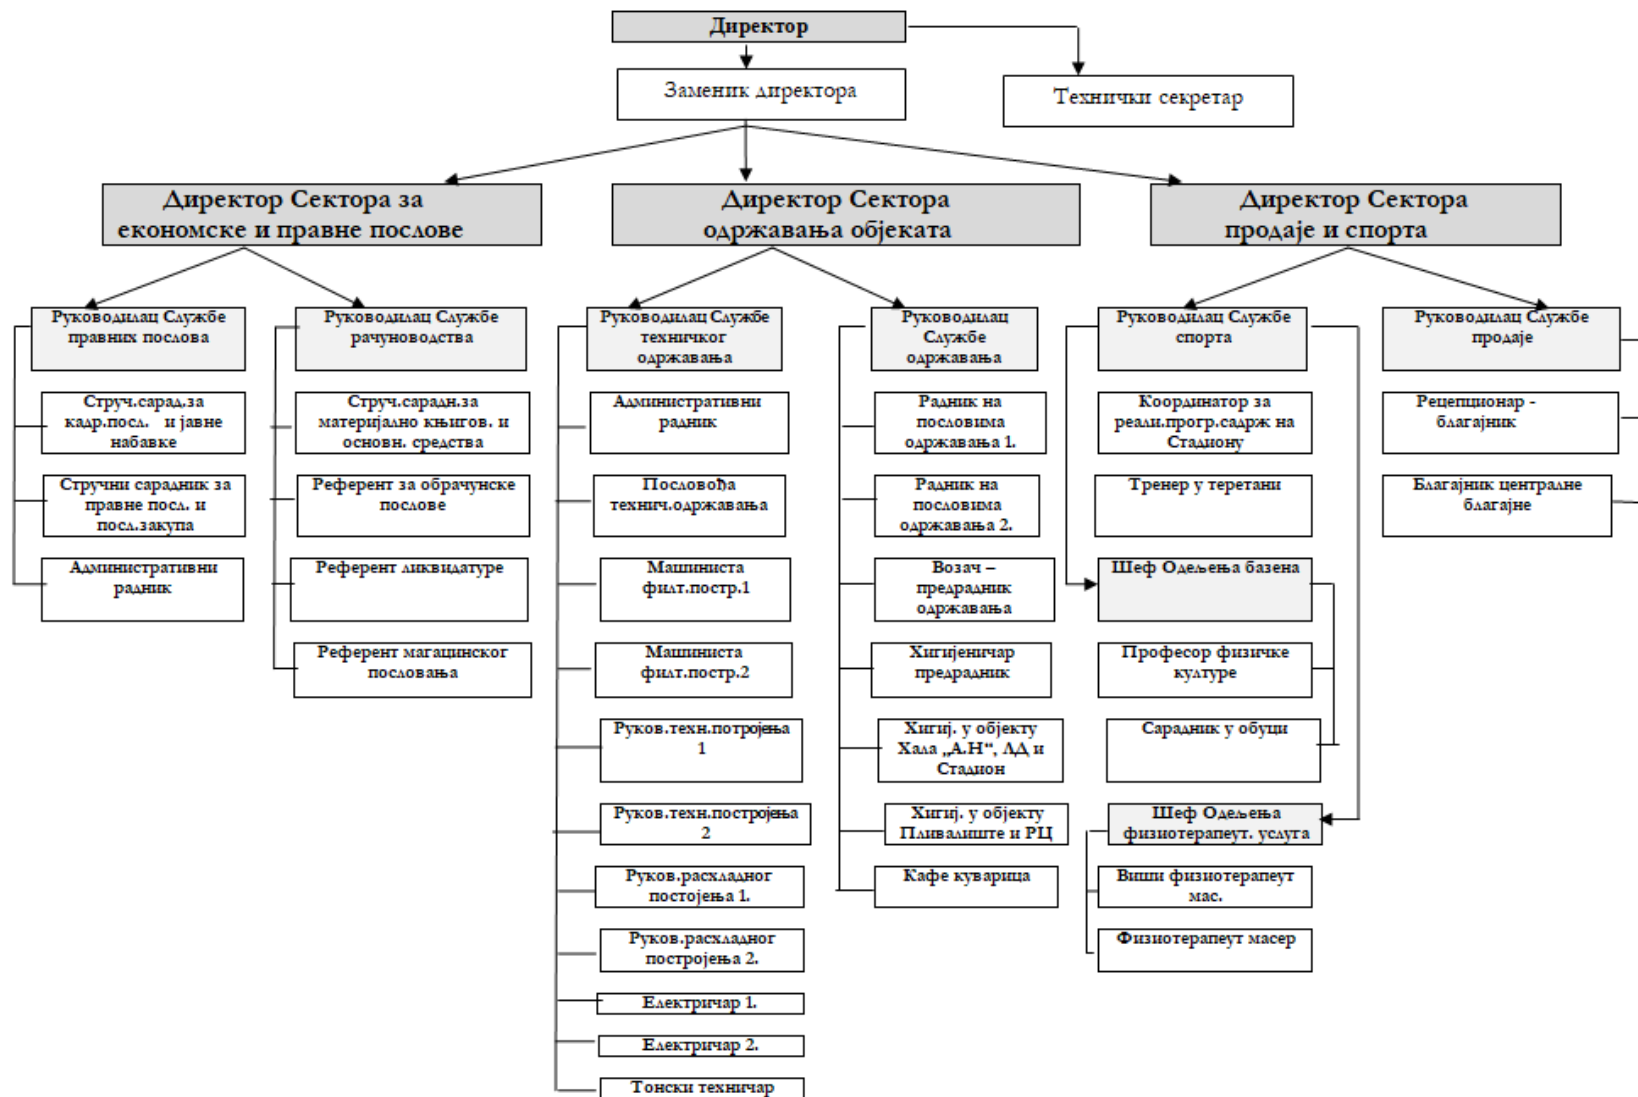 Директор
Заменик директора
Технички секретар
Директор Сектора за
економске и правне послове
Директор Сектора
одржавања објеката
Директор Сектора
продаје и спорта
Руководилац Службе
правних послова
Струч.сарад.за
кадр.посл. и јавне
набавке
Стручни сарадник за
правне посл. и
посл.закупа
Административни
радник
Руководилац Службе
рачуноводства
Струч.сарадн.за
материјално књигов. и
основн. средства
Референт за обрачунске
послове
Референт ликвидатуре
Референт магацинског
пословања
Руководилац Службе
техничког
одржавања
Административни
радник
Пословођа
технич.одржавања
Машиниста
филт.постр.1
Машиниста
филт.постр.2
Руков.техн.потројења
1
Руков.техн.постројења
2
Руков.расхладног
постојења 1.
Руков.расхладног
постројења 2.
Електричар 1.
Електричар 2.
Тонски техничар
Руководилац
Службе
одржавања
Радник на
пословима
одржавања 1.
Радник на
пословима
одржавања 2.
Возач –
предрадник
одржавања
Хигијеничар
предрадник
Хигиј. у објекту
Хала „А.Н“, ЛД и
Стадион
Хигиј. у објекту
Пливалиште и РЦ
Кафе куварица
Руководилац Службе
спорта
Координатор за
реали.прогр.садрж на
Стадиону
Тренер у теретани
Шеф Одељења базена
Професор физичке
културе
Сарадник у обуци
Шеф Одељења
физиотерапеут. услуга
Виши физиотерапеут
мас.
Физиотерапеут масер
Руководилац Службе
продаје
Рецепционар -
благајник
Благајник централне
благајне